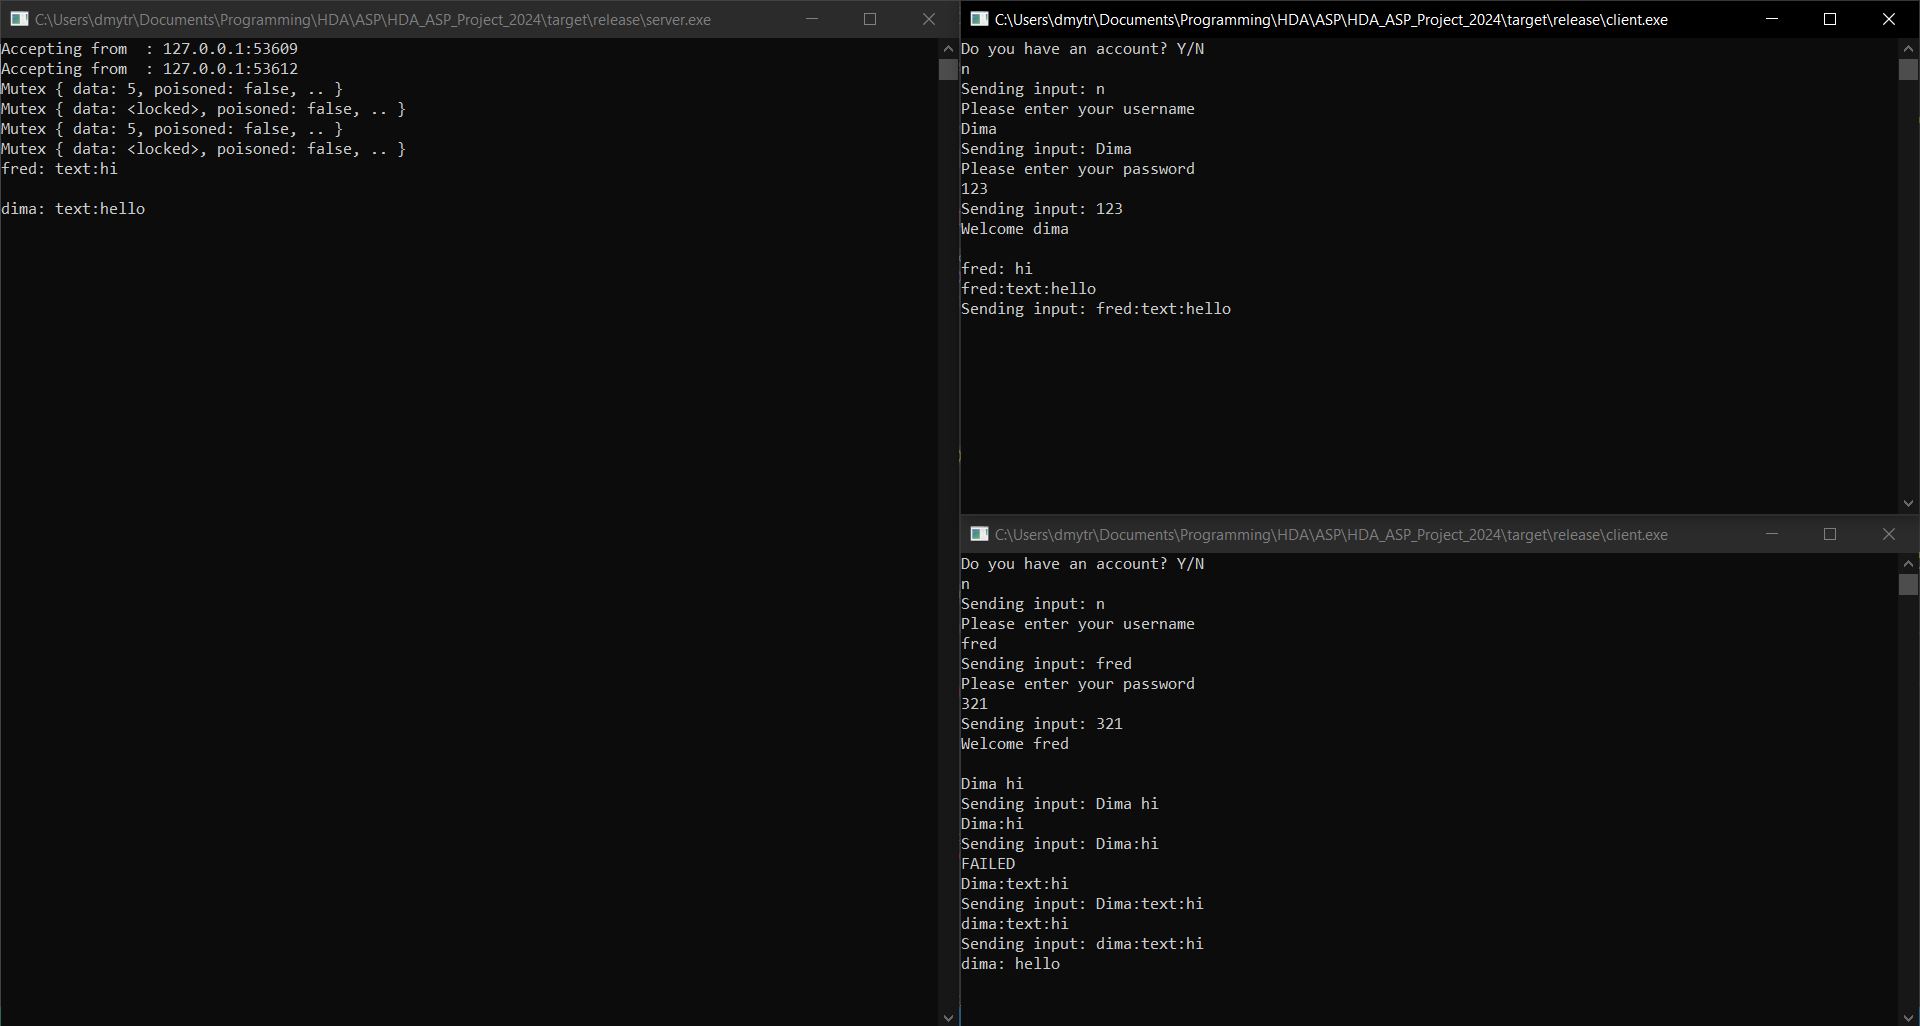 C:\Users\dmytr\Documents\Programming\HDA\ASP\HDA_ASP_Project_2024\target\release\server.exe
Accepting from  : 127.0.0.1:53609
Accepting from  : 127.0.0.1:53612
Mutex { data: 5, poisoned: false, .. }
Mutex { data: <locked>, poisoned: false, .. }
Mutex { data: 5, poisoned: false, .. }
Mutex { data: <locked>, poisoned: false, .. }
fred: text:hi
dima: text:hello
C:\Users\dmytr\Documents\Programming\HDA\ASP\HDA_ASP_Project_2024\target\release\client.exe
Do you have an account? Y/N
n
Sending input: n
Please enter your username
Dima
Sending input: Dima
Please enter your password
123
Sending input: 123
Welcome dima
fred: hi
fred:text:hello
Sending input: fred:text:hello
C:\Users\dmytr\Documents\Programming\HDA\ASP\HDA_ASP_Project_2024\target\release\client.exe
Do you have an account? Y/N
n
Sending input: n
Please enter your username
fred
Sending input: fred
Please enter your password
321
Sending input: 321
Welcome fred
Dima hi
Sending input: Dima hi
Dima:hi
Sending input: Dima:hi
FAILED
Dima:text:hi
Sending input: Dima:text:hi
dima:text:hi
Sending input: dima:text:hi
dima: hello